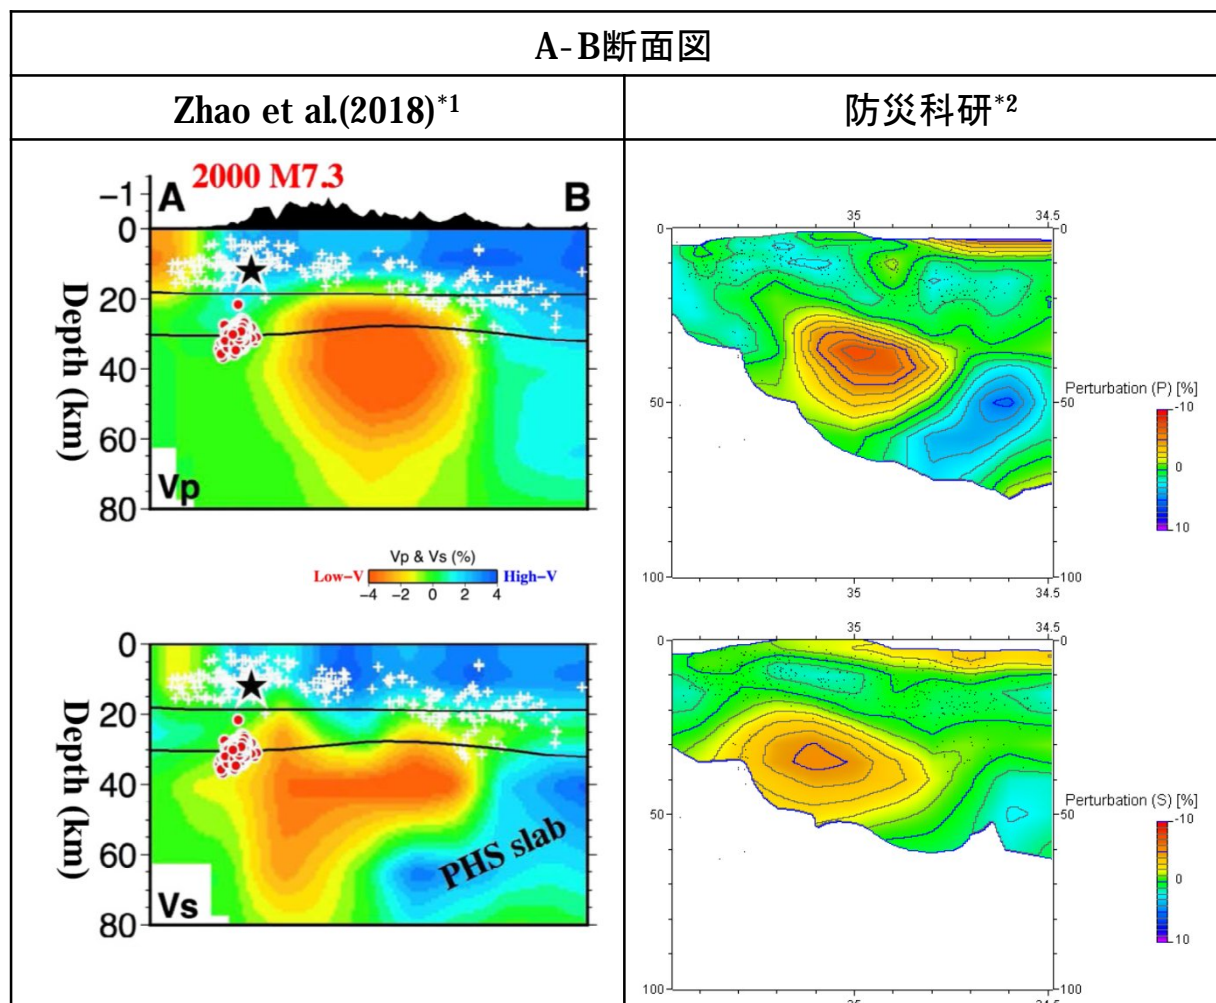 A-B断面図
Zhao et al.(2018)*1
防災科研*2
2000 M7.3
A
B
−1
0
20
40
60
80
Depth (km)
Vp
Vp & Vs (%)
Low−V
High−V
−4 −2 0 2 4
0
20
40
60
80
Depth (km)
PHS slab
Vs
35 34.5
0 0
50 50
100 100
35 34.5
Perturbation (P) [%]
-10
0
10
35 34.5
0 0
50 50
100 100
35 34.5
Perturbation (S) [%]
-10
0
10